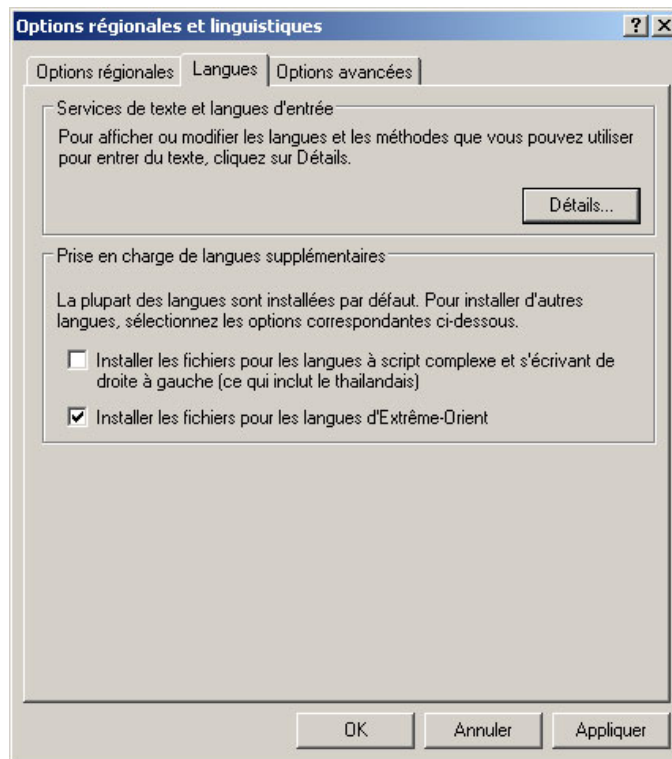 Options régionales et linguistiques
Options régionales Langues Options avancées
Services de texte et langues d'entrée
Pour afficher ou modifier les langues et les méthodes que vous pouvez utiliser
pour entrer du texte, cliquez sur Détails.
Détails...
Prise en charge de langues supplémentaires
La plupart des langues sont installées par défaut. Pour installer d'autres
langues, sélectionnez les options correspondantes ci-dessous.
Installer les fichiers pour les langues à script complexe et s'écrivant de
droite à gauche (ce qui inclut le thaïlandais)
Installer les fichiers pour les langues d'Extrême-Orient
OK Annuler Appliquer